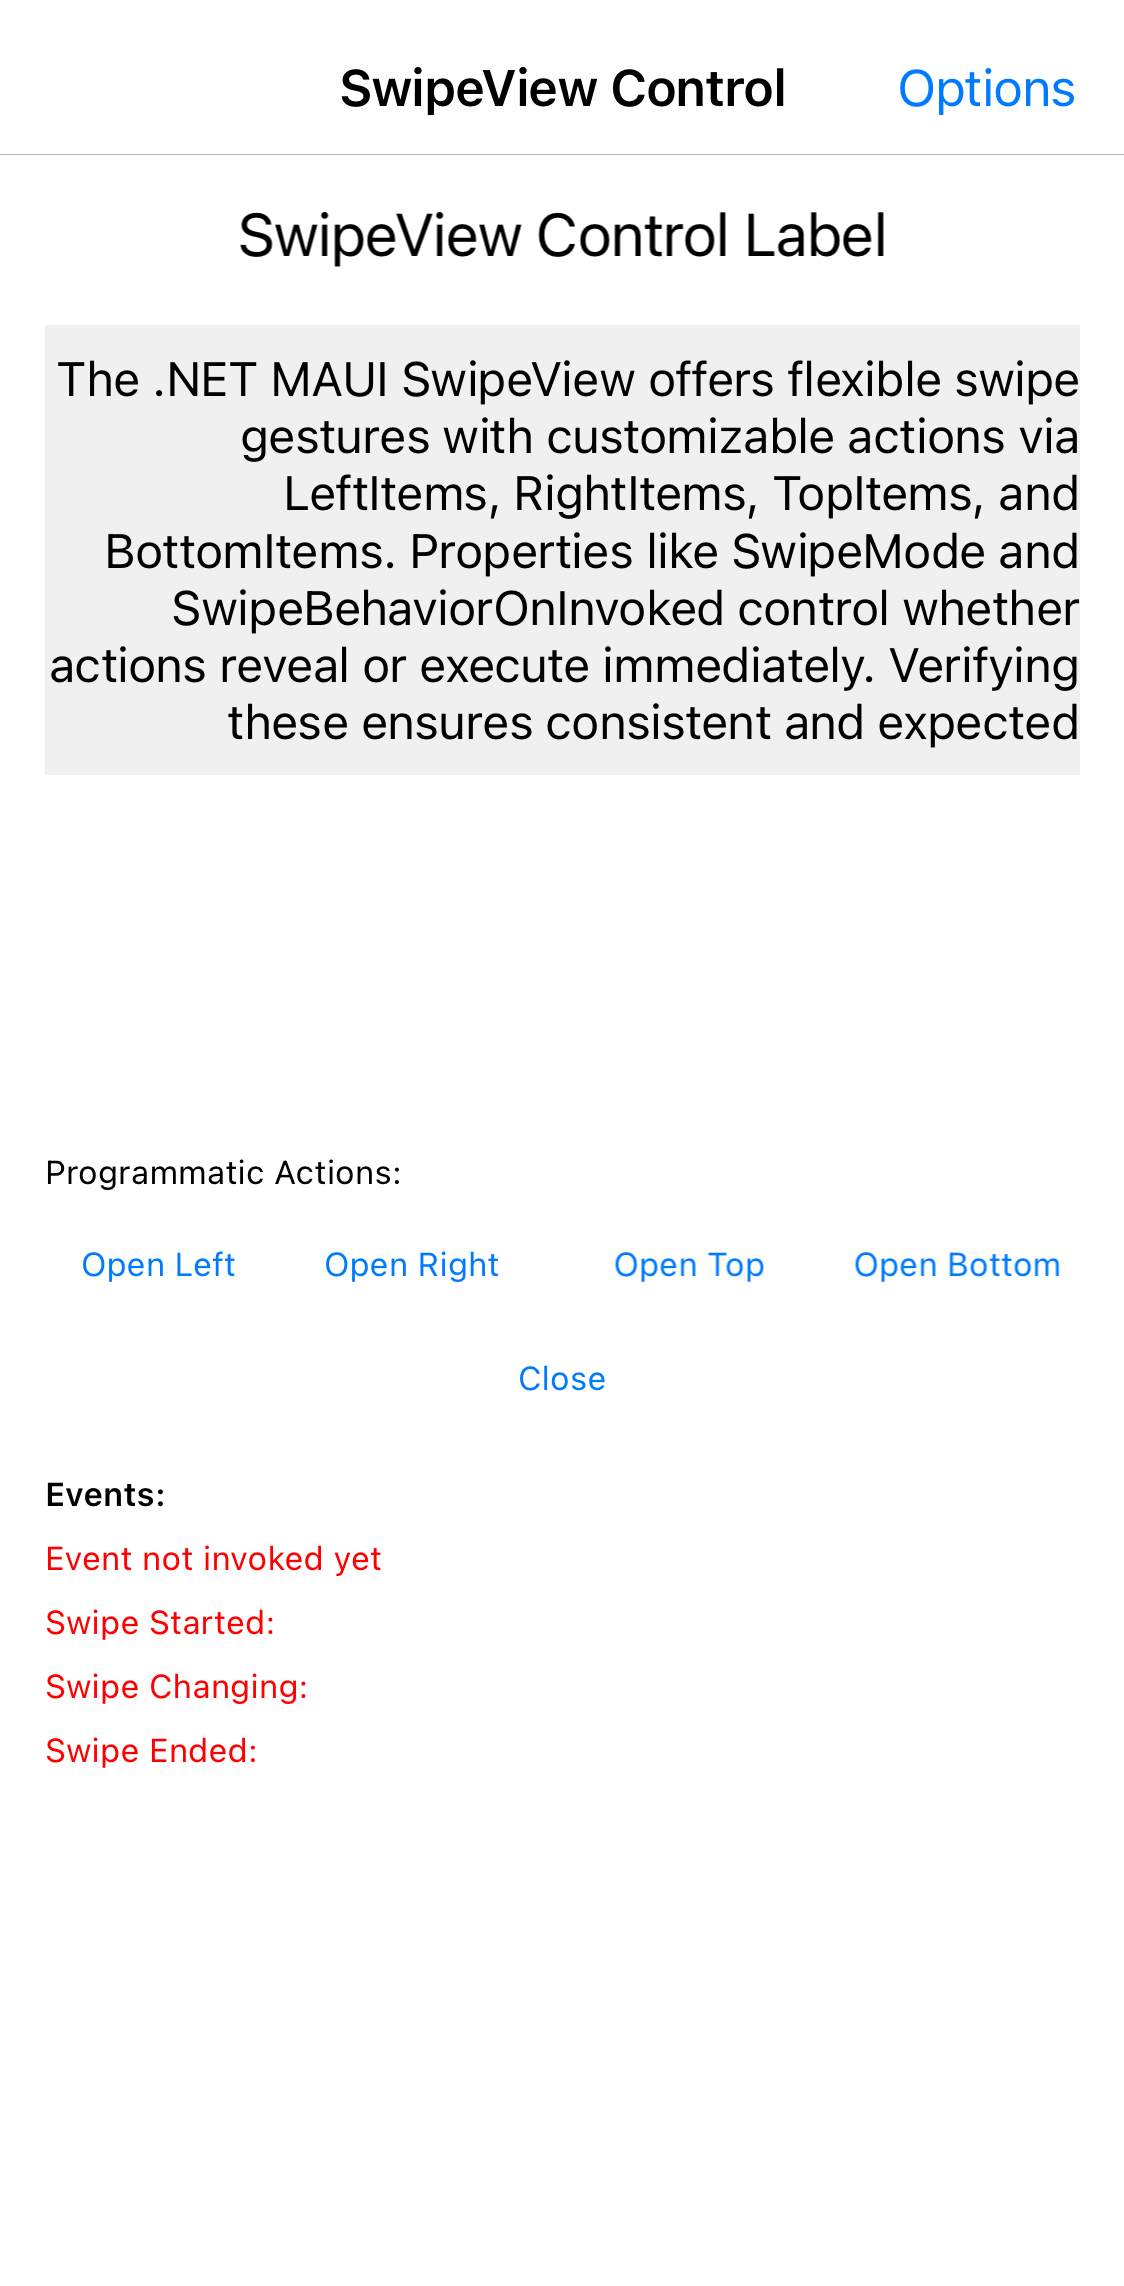 SwipeView Control
Options
SwipeView Control Label
The .NET MAUI SwipeView offers flexible swipe
gestures with customizable actions via
LeftItems, RightItems, TopItems, and
BottomItems. Properties like SwipeMode and
SwipeBehaviorOnInvoked control whether
actions reveal or execute immediately. Verifying
these ensures consistent and expected
Programmatic Actions:
Open Left
Open Right
Open Top
Open Bottom
Close
Events:
Event not invoked yet
Swipe Started:
Swipe Changing:
Swipe Ended: